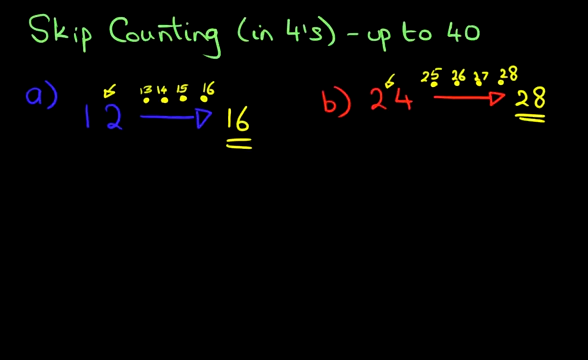 Skip Counting (in 4's) - up to 40
a) 12 13 14 15 16 16
b) 24 25 26 27 28 28